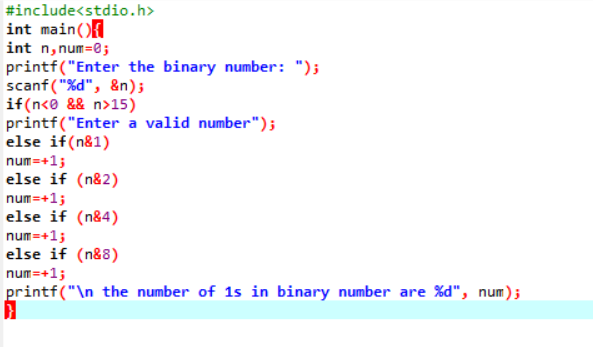 #include<stdio.h>
int main(){
int n,num=0;
printf("Enter the binary number: ");
scanf("%d", &n);
if(n<0 && n>15)
printf("Enter a valid number");
else if(n&1)
num=+1;
else if (n&2)
num=+1;
else if (n&4)
num=+1;
else if (n&8)
num=+1;
printf("\n the number of 1s in binary number are %d", num);
}